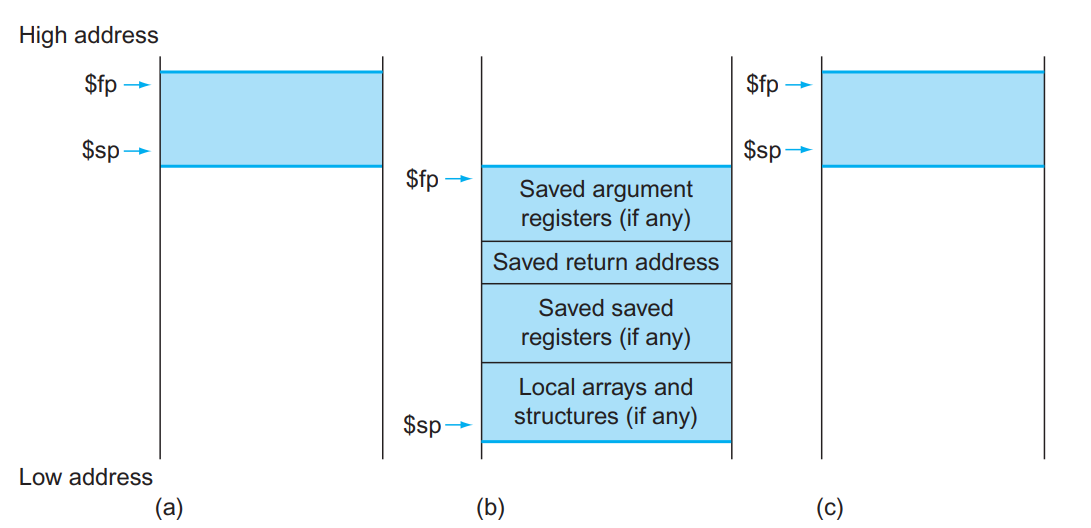 High address
$fp
$sp
$fp
Saved argument
registers (if any)
Saved return address
Saved saved
registers (if any)
Local arrays and
structures (if any)
$sp
$fp
$sp
Low address
(a)
(b)
(c)